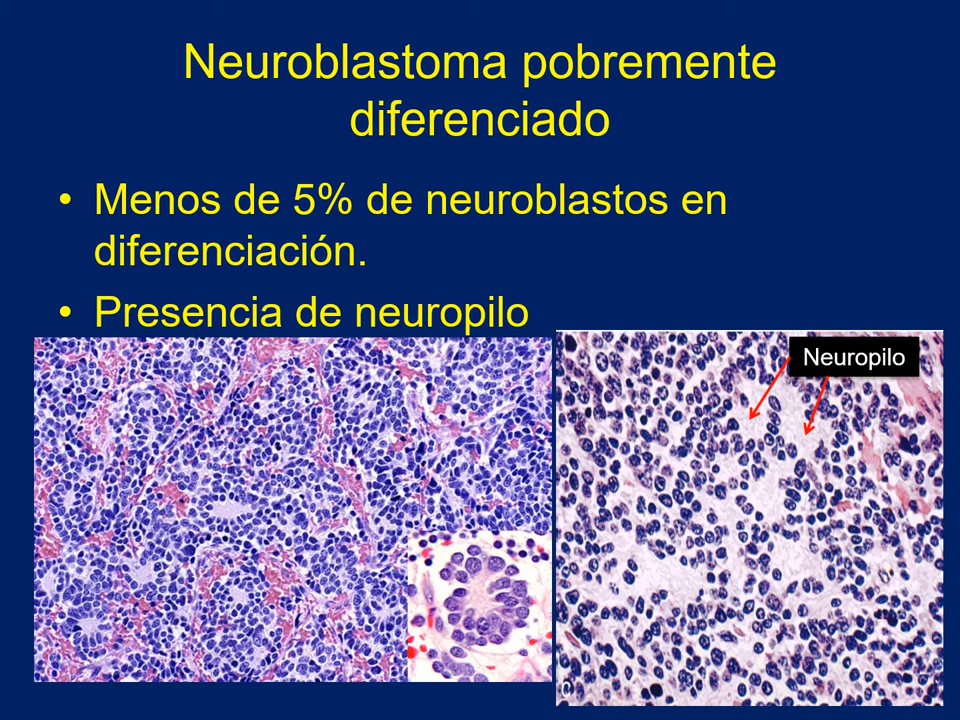 Neuroblastoma pobremente
diferenciado
• Menos de 5% de neuroblastos en
diferenciación.
• Presencia de neuropilo
Neuropilo